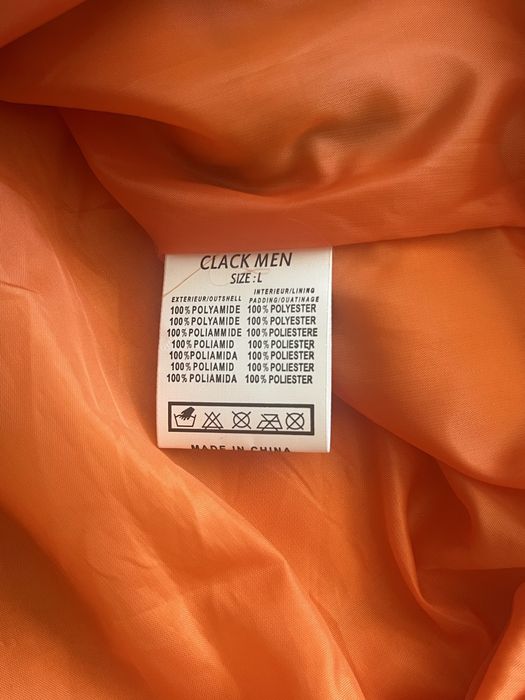 CLACK MEN
SIZE : L
EXTERIEUR/OUTSHELL INTERIEUR/LINING PADDING/OUATINAGE
100% POLYAMIDE 100% POLYESTER
100% POLYAMIDE 100% POLYESTER
100% POLIAMMIDE 100% POLIESTERE
100% POLIAMID 100% POLIESTER
100% POLIAMIDA 100% POLIESTER
100% POLIAMID 100% POLIESTER
100% POLIAMIDA 100% POLIESTER
MADE IN CHINA